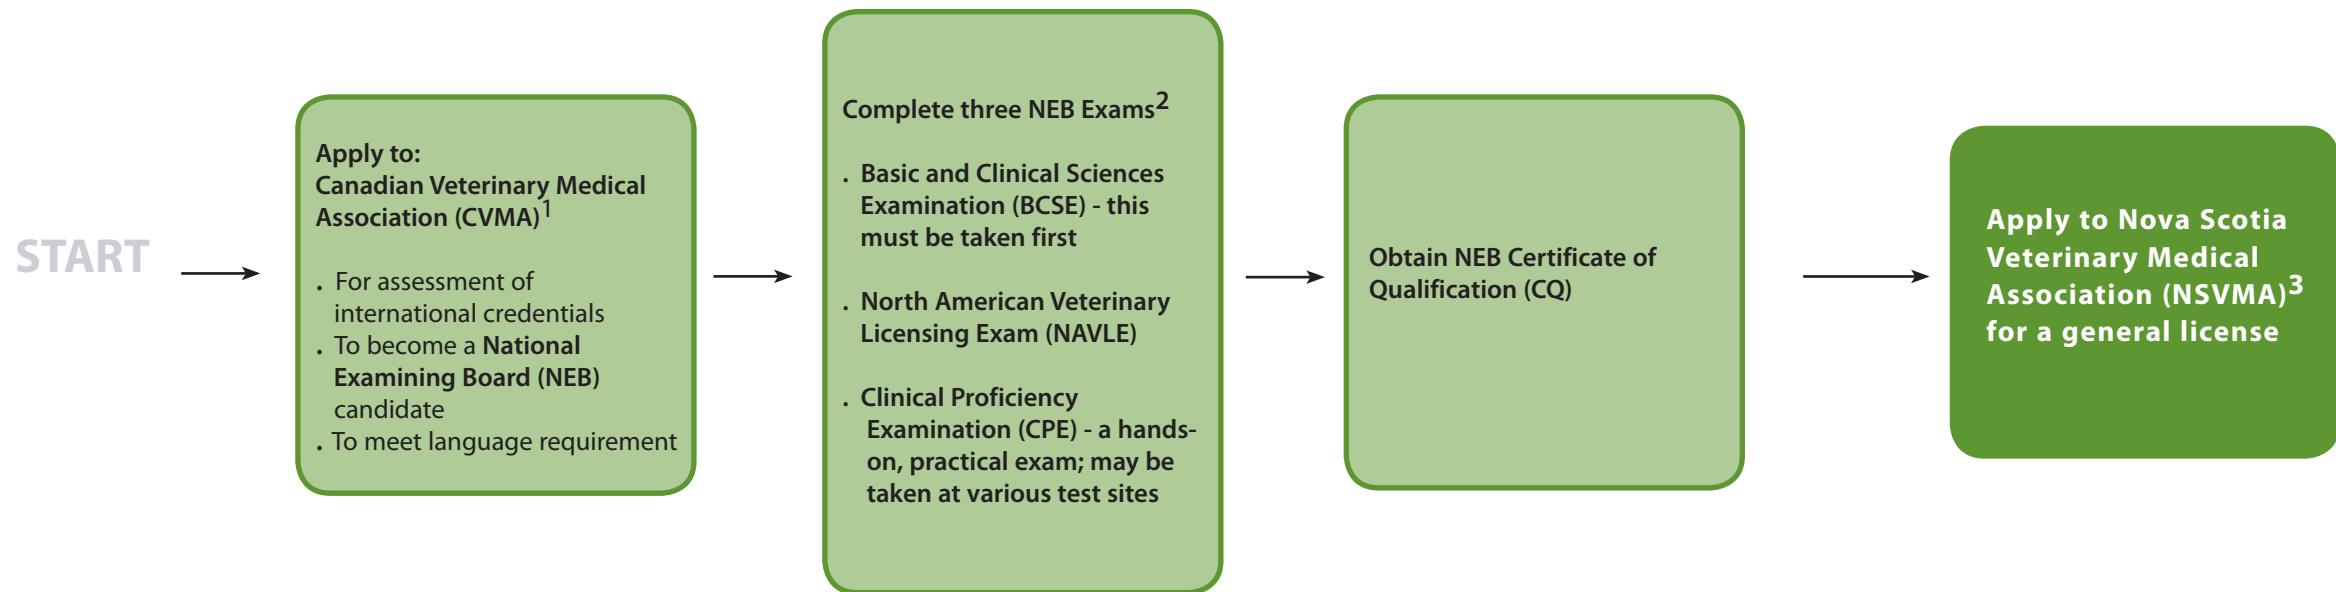 START
Apply to:
Canadian Veterinary Medical
Association (CVMA)1
. For assessment of
international credentials
. To become a National
Examining Board (NEB)
candidate
. To meet language requirement
Complete three NEB Exams2
. Basic and Clinical Sciences
Examination (BCSE) - this
must be taken first
. North American Veterinary
Licensing Exam (NAVLE)
. Clinical Proficiency
Examination (CPE) - a hands-
on, practical exam; may be
taken at various test sites
Obtain NEB Certificate of
Qualification (CQ)
Apply to Nova Scotia
Veterinary Medical
Association (NSVMA)3
for a general license